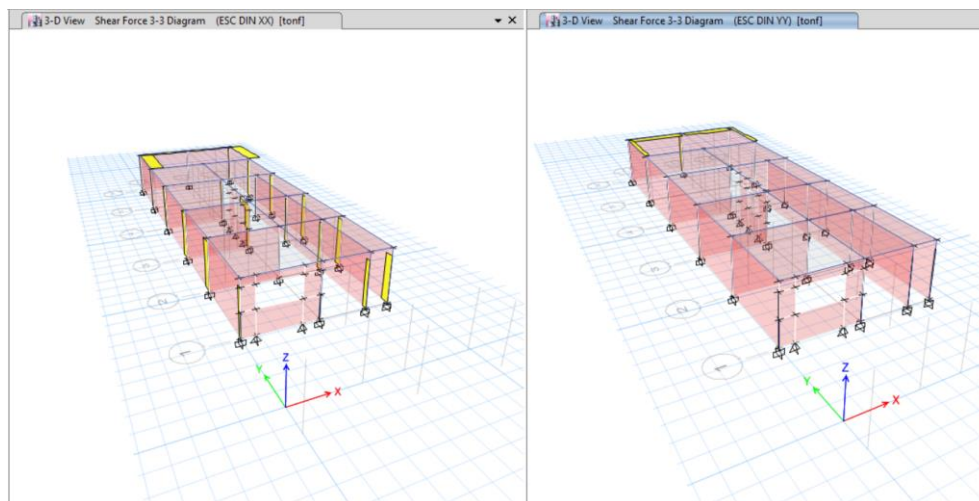 3-D View Shear Force 3-3 Diagram (ESC DIN XX) [tonf]
3-D View Shear Force 3-3 Diagram (ESC DIN YY) [tonf]
Z
Y
X
Z
Y
X